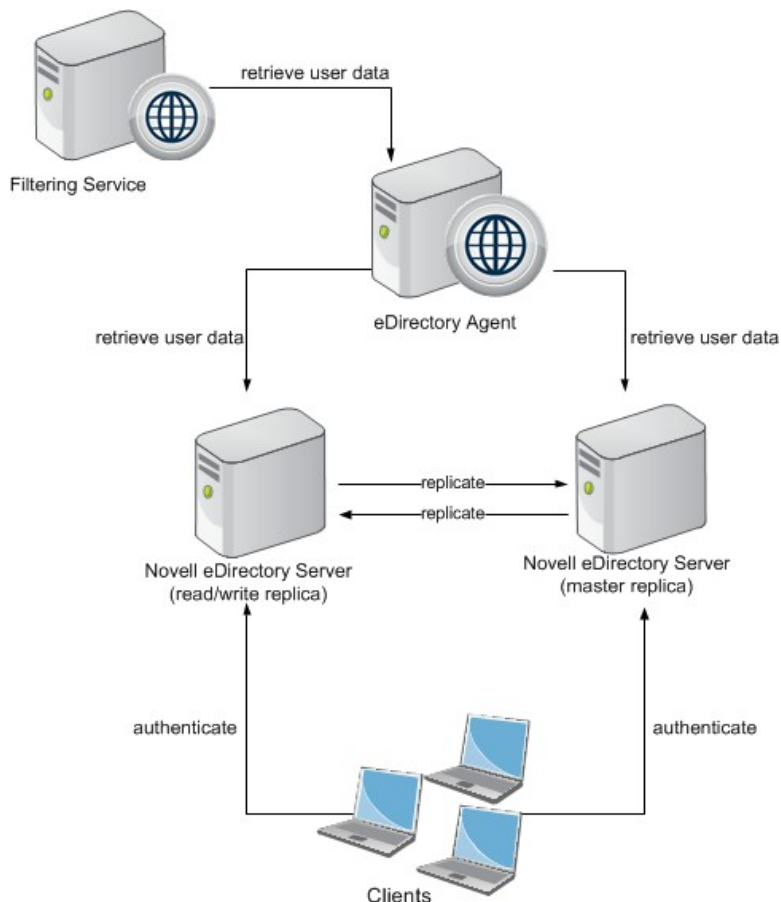 retrieve user data
Filtering Service
eDirectory Agent
retrieve user data
retrieve user data
replicate
replicate
Novell eDirectory Server
(read/write replica)
Novell eDirectory Server
(master replica)
authenticate
authenticate
Clients